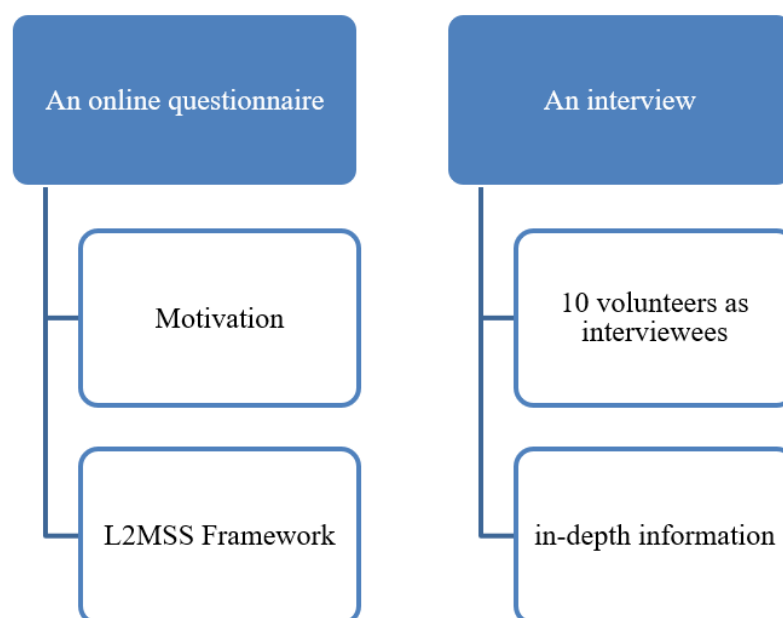 An online questionnaire
Motivation
L2MSS Framework
An interview
10 volunteers as
interviewees
in-depth information